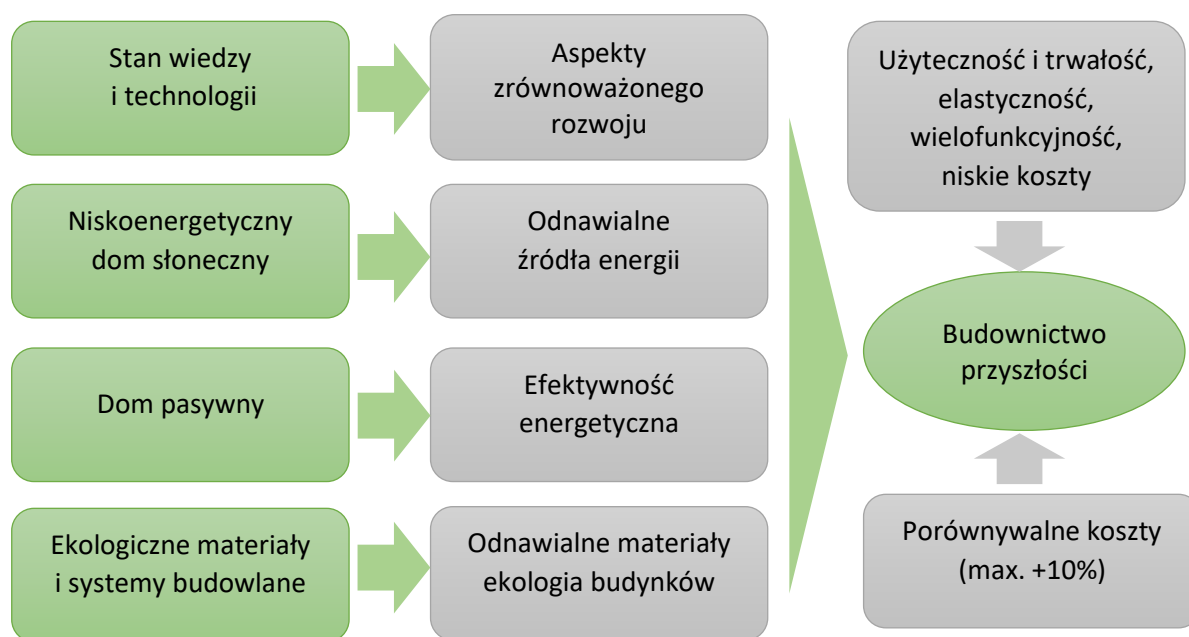 Stan wiedzy
i technologii
Aspekty
zrównoważonego
rozwoju
Użyteczność i trwałość,
elastyczność,
wielofunkcyjność,
niskie koszty
Niskoenergetyczny
dom słoneczny
Odnawialne
źródła energii
Budownictwo
przyszłości
Dom pasywny
Efektywność
energetyczna
Ekologiczne materiały
i systemy budowlane
Odnawialne materiały
ekologia budynków
Porównywalne koszty
(max. +10%)